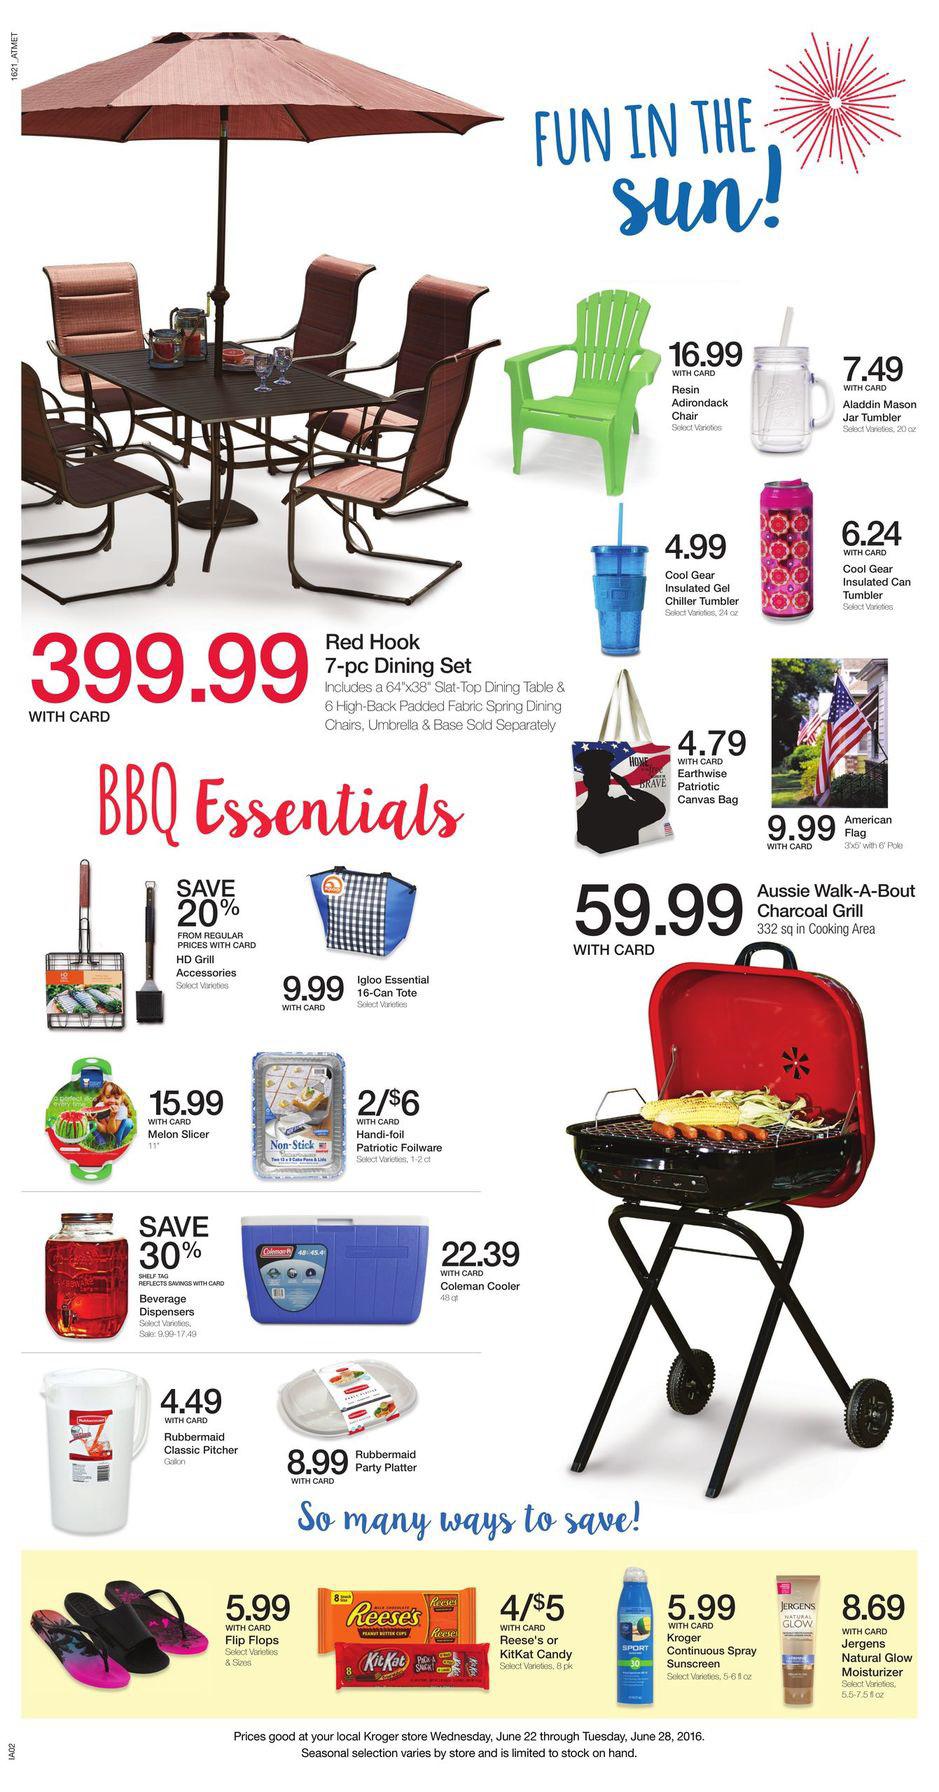 1621_ATMET
FUN IN THE
sun!
16.99
WITH CARD
Resin
Adirondack
Chair
Select Varieties
7.49
WITH CARD
Aladdin Mason
Jar Tumbler
Select Varieties, 20 oz
4.99
Cool Gear
Insulated Gel
Chiller Tumbler
Select Varieties, 24 oz
6.24
WITH CARD
Cool Gear
Insulated Can
Tumbler
Select Varieties
399.99
WITH CARD
Red Hook
7-pc Dining Set
Includes a 64"x38" Slat-Top Dining Table &
6 High-Back Padded Fabric Spring Dining
Chairs, Umbrella & Base Sold Separately
HOME
BRAVE
4.79
WITH CARD
Earthwise
Patriotic
Canvas Bag
9.99
WITH CARD
American
Flag
3'x5' with 6' Pole
BBQ Essentials
SAVE
20%
FROM REGULAR
PRICES WITH CARD
HD Grill
Accessories
Select Varieties
9.99
WITH CARD
Igloo Essential
16-Can Tote
Select Varieties
59.99
WITH CARD
Aussie Walk-A-Bout
Charcoal Grill
332 sq in Cooking Area
15.99
WITH CARD
Melon Slicer
11"
Non-Stick
2/$6
WITH CARD
Handi-foil
Patriotic Foilware
Select Varieties, 1-2 ct
SAVE
30%
SHELF TAG
REFLECTS SAVINGS WITH CARD
Beverage
Dispensers
Select Varieties,
Sale: 9.99-17.49
Coleman 48 45.4
22.39
WITH CARD
Coleman Cooler
48 qt
Rubbermaid
4.49
WITH CARD
Rubbermaid
Classic Pitcher
Gallon
PARTY PLATTER
8.99
WITH CARD
Rubbermaid
Party Platter
So many ways to save!
5.99
WITH CARD
Flip Flops
Select Varieties
& Sizes
Reese's
PEANUT BUTTER CUPS
KitKat
8
4/$5
WITH CARD
Reese's or
KitKat Candy
Select Varieties, 8 pk
SPORT
30
5.99
WITH CARD
Kroger
Continuous Spray
Sunscreen
Select Varieties, 5-6 fl oz
JERGENS
NATURAL
GLOW
8.69
WITH CARD
Jergens
Natural Glow
Moisturizer
Select Varieties,
5.5-7.5 fl oz
Prices good at your local Kroger store Wednesday, June 22 through Tuesday, June 28, 2016.
Seasonal selection varies by store and is limited to stock on hand.
IA02